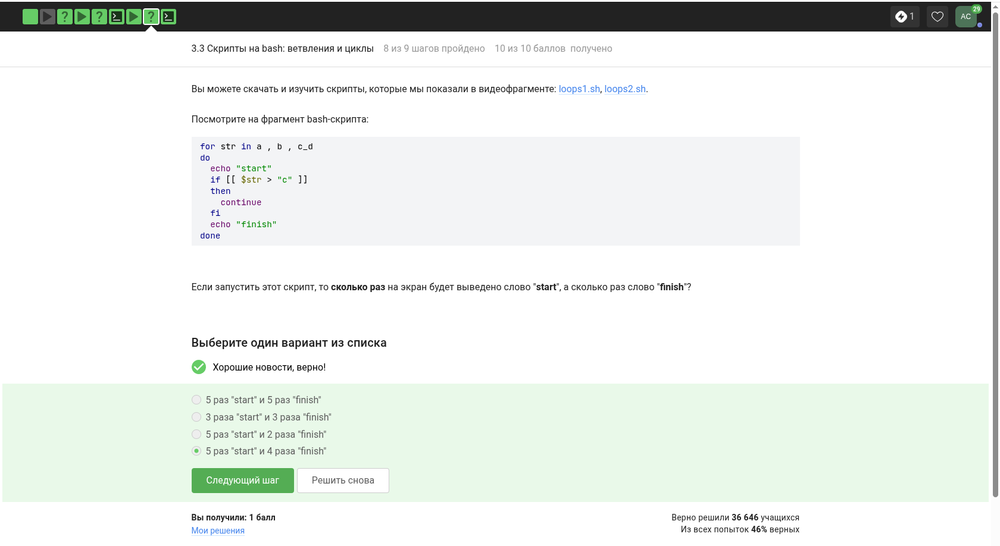 1
AC
29
3.3 Скрипты на bash: ветвления и циклы 8 из 9 шагов пройдено 10 из 10 баллов получено
Вы можете скачать и изучить скрипты, которые мы показали в видеофрагменте: loops1.sh, loops2.sh.
Посмотрите на фрагмент bash-скрипта:
for str in a , b , c_d
do
  echo "start"
  if [[ $str > "c" ]]
  then
    continue
  fi
  echo "finish"
done
Если запустить этот скрипт, то сколько раз на экран будет выведено слово "start", а сколько раз слово "finish"?
Выберите один вариант из списка
Хорошие новости, верно!
5 раз "start" и 5 раз "finish"
3 раза "start" и 3 раза "finish"
5 раз "start" и 2 раза "finish"
5 раз "start" и 4 раза "finish"
Следующий шаг Решить снова
Вы получили: 1 балл
Мои решения
Верно решили 36 646 учащихся
Из всех попыток 46% верных